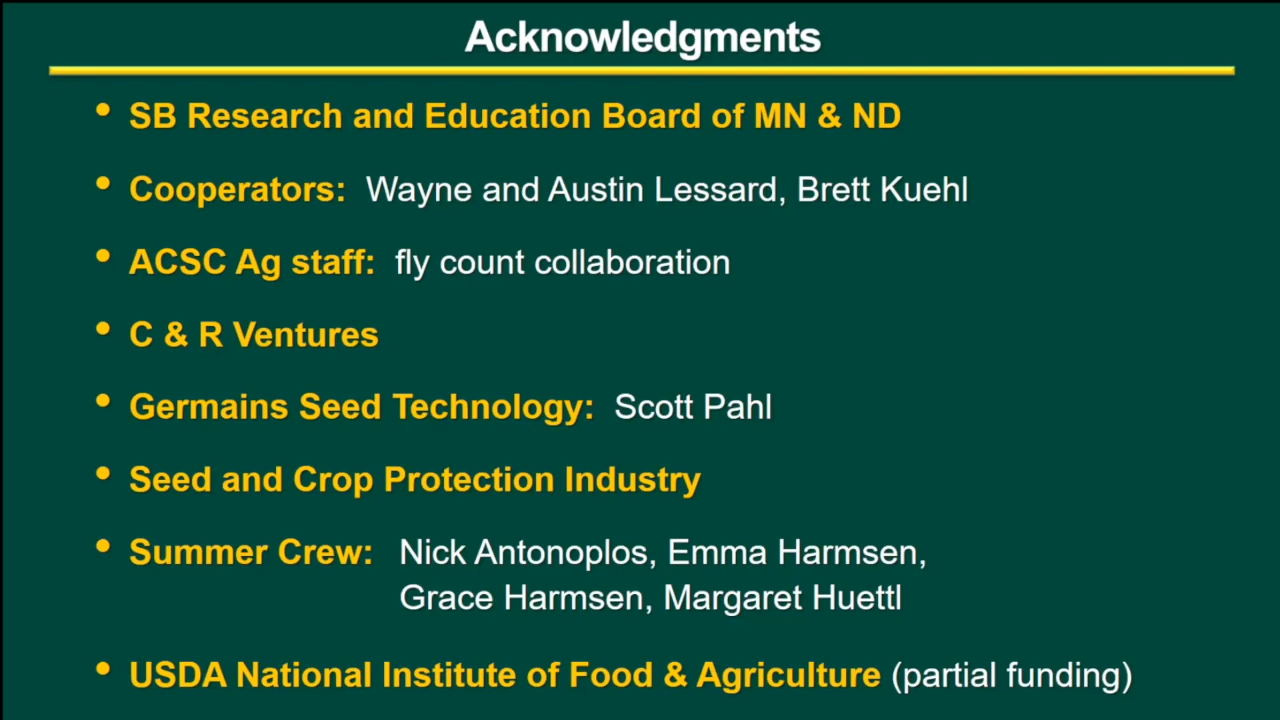 Acknowledgments
• SB Research and Education Board of MN & ND
• Cooperators: Wayne and Austin Lessard, Brett Kuehl
• ACSC Ag staff: fly count collaboration
• C & R Ventures
• Germains Seed Technology: Scott Pahl
• Seed and Crop Protection Industry
• Summer Crew: Nick Antonoplos, Emma Harmsen,
Grace Harmsen, Margaret Huettl
• USDA National Institute of Food & Agriculture (partial funding)